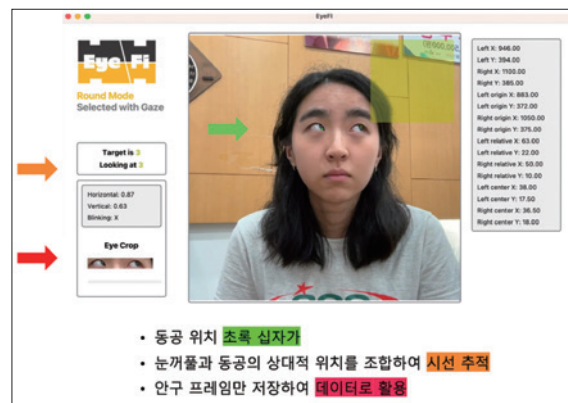 EyeFi
Eye Fi
Round Mode
Selected with Gaze
Target is 3
Looking at 3
Horizontal: 0.87
Vertical: 0.63
Blinking: X
Eye Crop
Left X: 946.00
Left Y: 394.00
Right X: 1100.00
Right Y: 385.00
Left origin X: 883.00
Left origin Y: 372.00
Right origin X: 1050.00
Right origin Y: 375.00
Left relative X: 63.00
Left relative Y: 22.00
Right relative X: 50.00
Right relative Y: 10.00
Left center X: 38.00
Left center Y: 17.50
Right center X: 36.50
Right center Y: 18.00
• 동공 위치 초록 십자가
• 눈꺼풀과 동공의 상대적 위치를 조합하여 시선 추적
• 안구 프레임만 저장하여 데이터로 활용